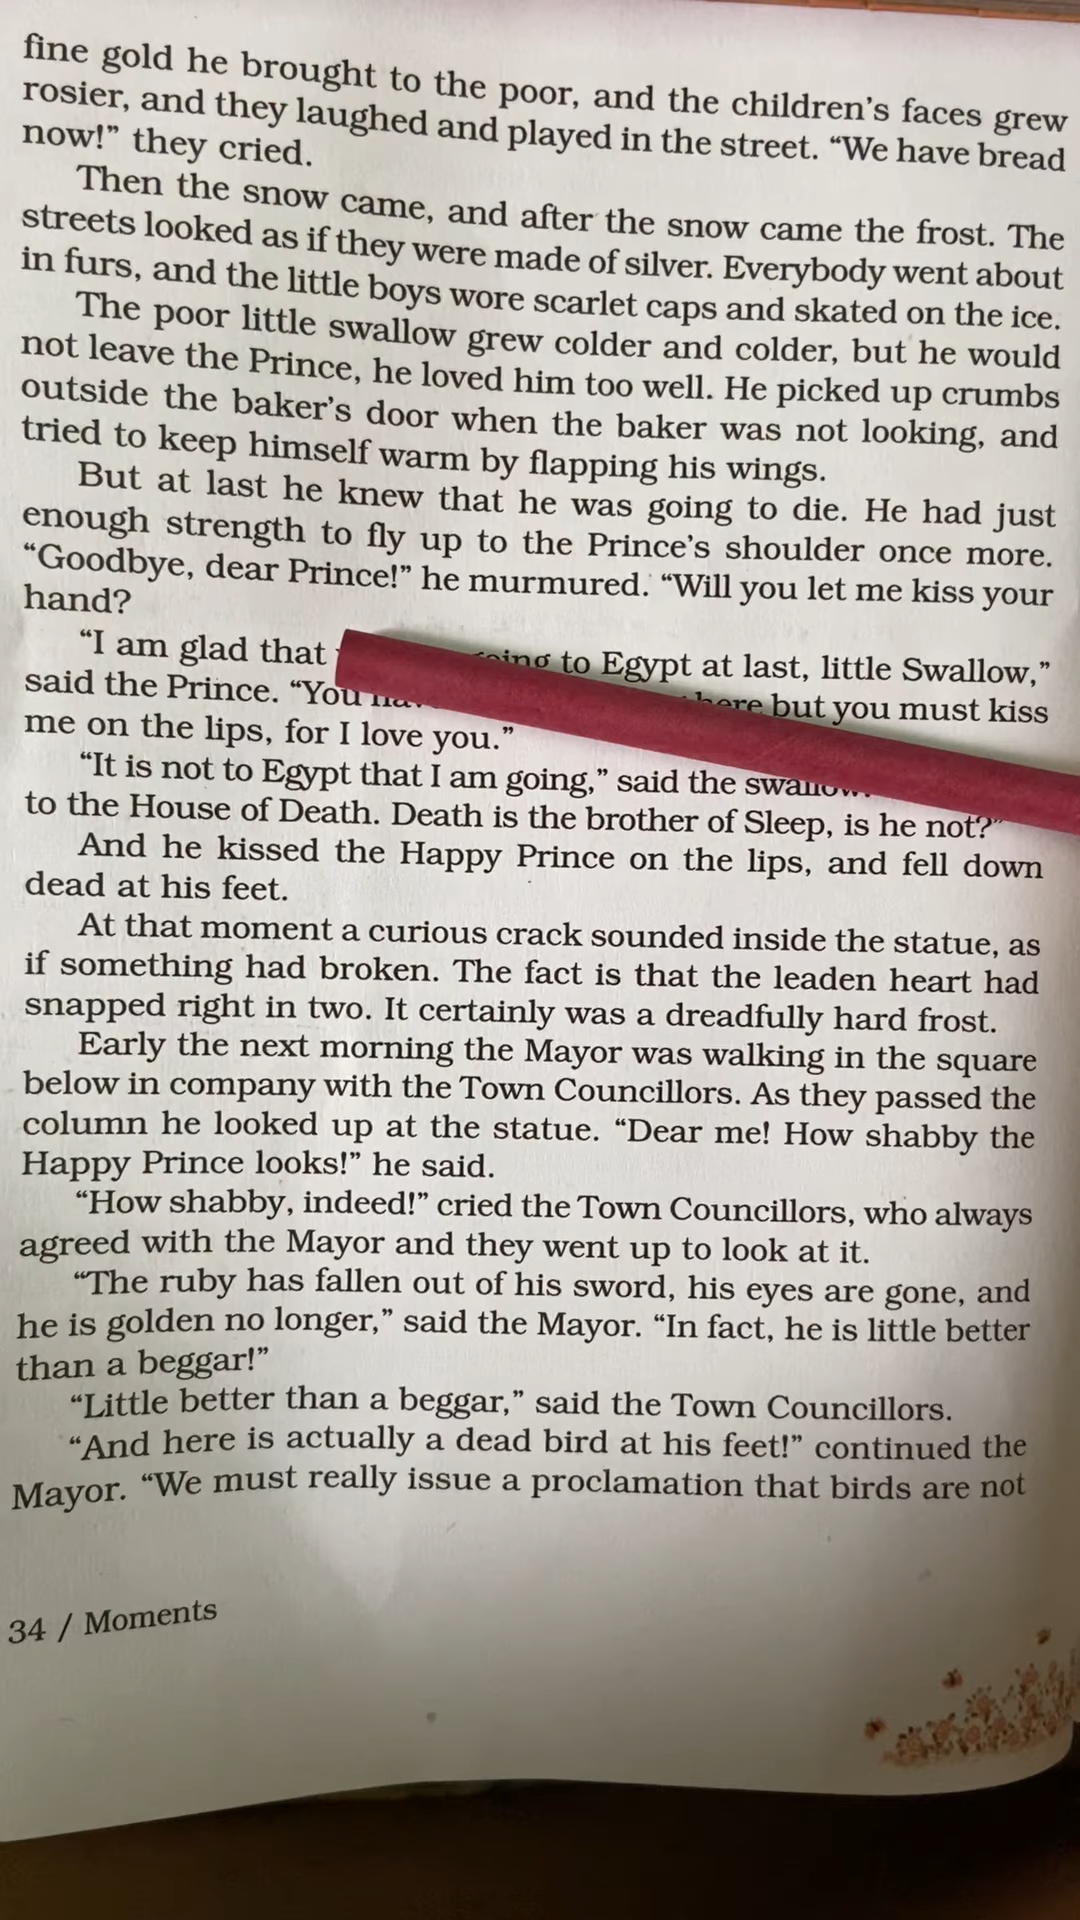 fine gold he brought to the poor, and the children's faces grew
rosier, and they laughed and played in the street. “We have bread
now!” they cried.
Then the snow came, and after the snow came the frost. The
streets looked as if they were made of silver. Everybody went about
in furs, and the little boys wore scarlet caps and skated on the ice.
The poor little swallow grew colder and colder, but he would
not leave the Prince, he loved him too well. He picked up crumbs
outside the baker's door when the baker was not looking, and
tried to keep himself warm by flapping his wings.
But at last he knew that he was going to die. He had just
enough strength to fly up to the Prince's shoulder once more.
“Goodbye, dear Prince!” he murmured. “Will you let me kiss your
hand?
“I am glad that going to Egypt at last, little Swallow,”
said the Prince. “You here but you must kiss
me on the lips, for I love you.”
“It is not to Egypt that I am going,” said the swallow.
to the House of Death. Death is the brother of Sleep, is he not?”
And he kissed the Happy Prince on the lips, and fell down
dead at his feet.
At that moment a curious crack sounded inside the statue, as
if something had broken. The fact is that the leaden heart had
snapped right in two. It certainly was a dreadfully hard frost.
Early the next morning the Mayor was walking in the square
below in company with the Town Councillors. As they passed the
column he looked up at the statue. “Dear me! How shabby the
Happy Prince looks!” he said.
“How shabby, indeed!” cried the Town Councillors, who always
agreed with the Mayor and they went up to look at it.
“The ruby has fallen out of his sword, his eyes are gone, and
he is golden no longer,” said the Mayor. “In fact, he is little better
than a beggar!”
“Little better than a beggar,” said the Town Councillors.
“And here is actually a dead bird at his feet!” continued the
Mayor. “We must really issue a proclamation that birds are not
34 / Moments